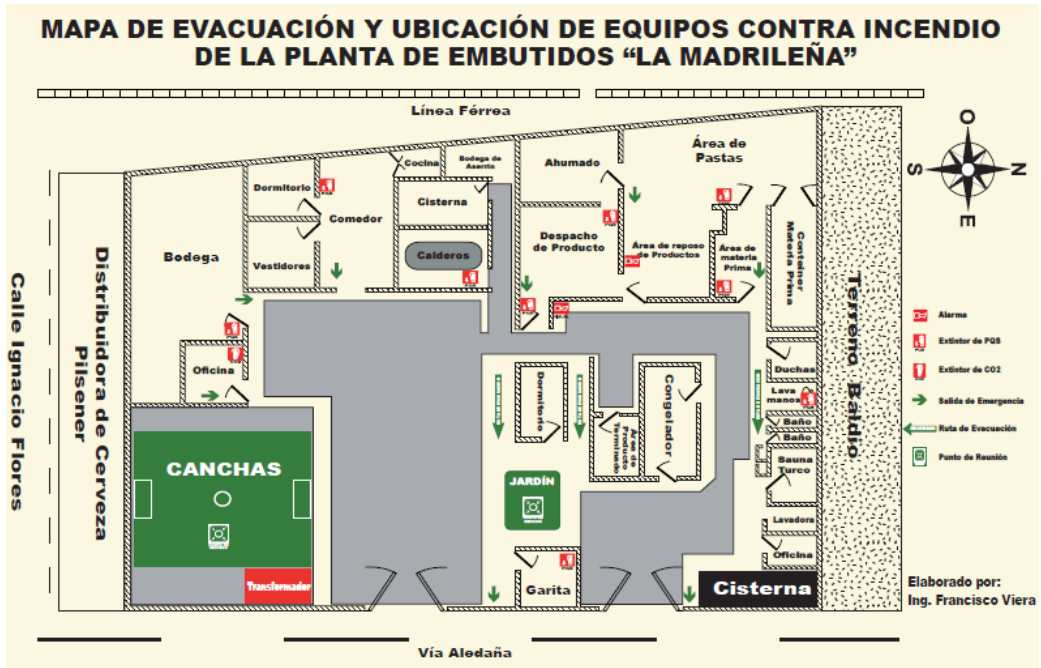 MAPA DE EVACUACIÓN Y UBICACIÓN DE EQUIPOS CONTRA INCENDIO
DE LA PLANTA DE EMBUTIDOS “LA MADRILEÑA”
Línea Férrea
O
S
N
E
Área de
Pastas
Ahumado
Cocina
Bodega de
Aserrín
Dormitorio
Comedor
Cisterna
Despacho
de Producto
Área de reposo
de Productos
Área de
materia
Prima
Container
Materia Prima
Bodega
Vestidores
Calderos
Oficina
Calle Ignacio Flores
Distribuidora de Cerveza
Pilsener
Terreno Baldío
Alarma
Extintor de PQS
Extintor de CO2
Salida de Emergencia
Ruta de Evacuación
Punto de Reunión
Duchas
Lava
manos
Baño
Baño
Sauna
Turco
Lavadora
Oficina
Dormitorio
Área de
Producto
Terminado
Congelador
CANCHAS
JARDÍN
Transformador
Garita
Cisterna
Elaborado por:
Ing. Francisco Viera
Vía Aledaña